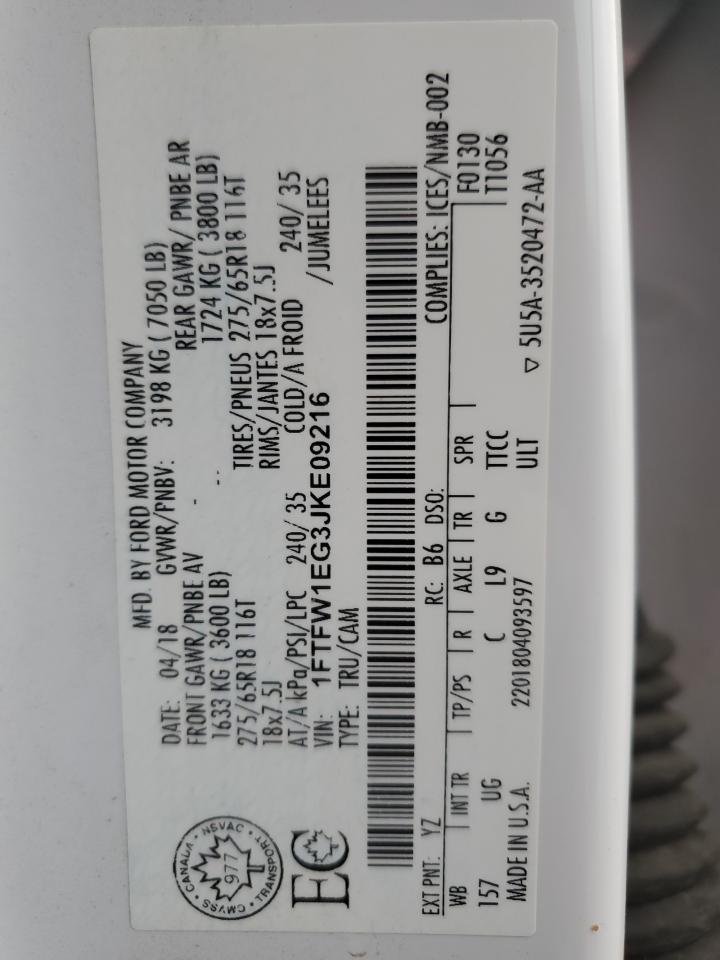 MFD. BY FORD MOTOR COMPANY
DATE: 04/18 GVWR/PNBV: 3198 KG ( 7050 LB)
FRONT GAWR/PNBE AV - REAR GAWR/ PNBE AR
1633 KG ( 3600 LB) -- 1724 KG ( 3800 LB)
275/65R18 116T TIRES/PNEUS 275/65R18 116T
18x7.5J RIMS/JANTES 18x7.5J
AT/A kPa/PSI/LPC 240/ 35 COLD/A FROID 240/ 35
VIN: 1FTFW1EG3JKE09216 /JUMELEES
TYPE: TRU/CAM
CANADA • NSVAC • TRANSPORT • CMVSS •
977
EC
EXT PNT: YZ RC: B6 DSO: COMPLIES: ICES/NMB-002
WB INT TR TP/PS R AXLE TR SPR F0130
157 UG C L9 G TTCC T1056
ULT
MADE IN U.S.A. 2201804093597 ▽ 5U5A-3520472-AA